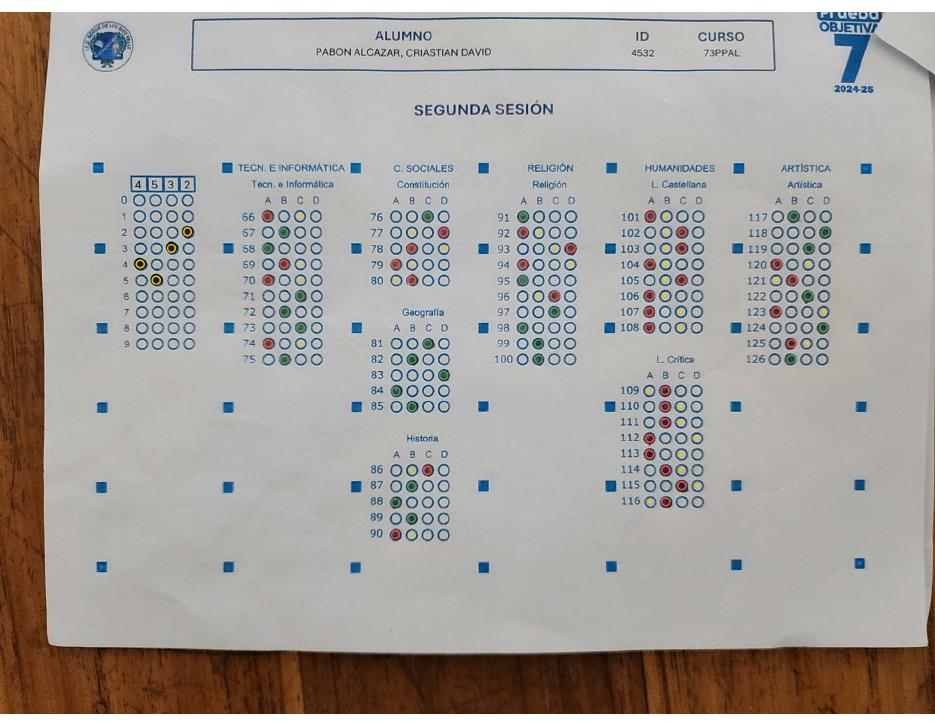 ALUMNO
PABON ALCAZAR, CRIASTIAN DAVID
ID
4532
CURSO
73PPAL
Prueba
OBJETIVA
7
2024-25
SEGUNDA SESIÓN
4 5 3 2
0
1
2
3
4
5
6
7
8
9
TECN. E INFORMÁTICA
Tecn. e Informática
A B C D
66
67
68
69
70
71
72
73
74
75
C. SOCIALES
Constitución
A B C D
76
77
78
79
80
Geografía
A B C D
81
82
83
84
85
Historia
A B C D
86
87
88
89
90
RELIGIÓN
Religión
A B C D
91
92
93
94
95
96
97
98
99
100
HUMANIDADES
L. Castellana
A B C D
101
102
103
104
105
106
107
108
L. Crítica
A B C D
109
110
111
112
113
114
115
116
ARTÍSTICA
Artística
A B C D
117
118
119
120
121
122
123
124
125
126